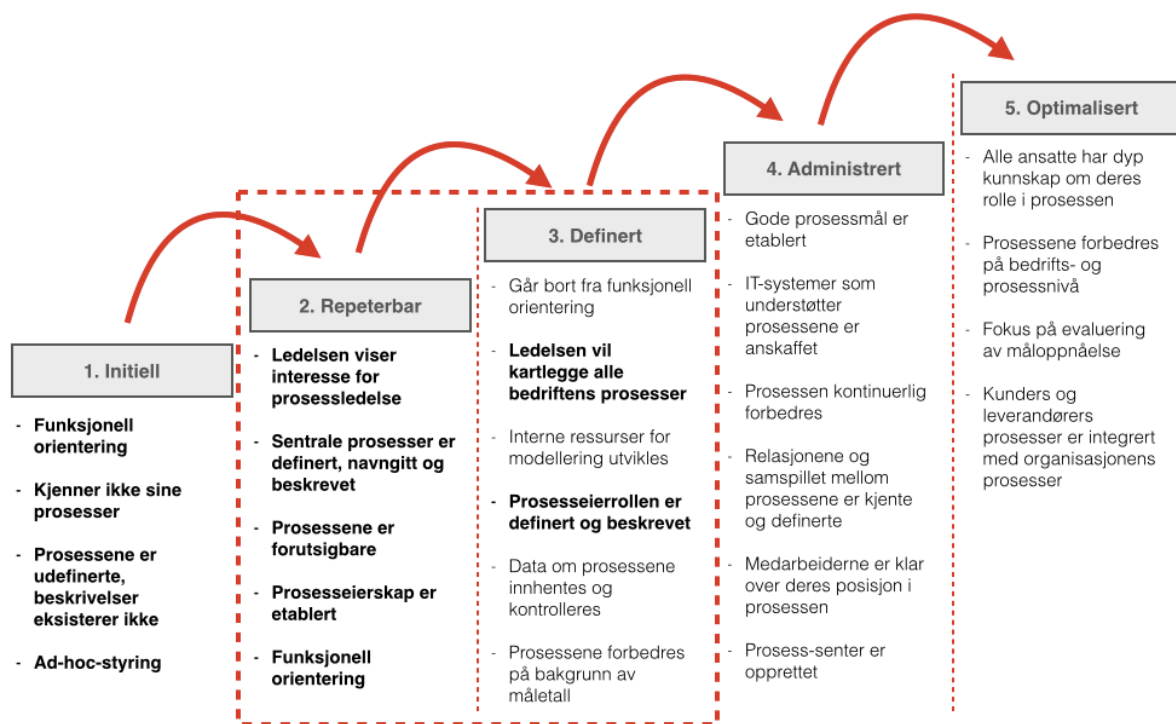 1. Initiell
- Funksjonell
orientering
- Kjenner ikke sine
prosesser
- Prosessene er
udefinerte,
beskrivelser
eksisterer ikke
- Ad-hoc-styring
2. Repeterbar
- Ledelsen viser
interesse for
prosessledelse
- Sentrale prosesser er
definert, navngitt og
beskrevet
- Prosessene er
forutsigbare
- Prosesseierskap er
etablert
- Funksjonell
orientering
3. Definert
- Går bort fra funksjonell
orientering
- Ledelsen vil
kartlegge alle
bedriftens prosesser
- Interne ressurser for
modellering utvikles
- Prosesseierrollen er
definert og beskrevet
- Data om prosessene
innhentes og
kontrolleres
- Prosessene forbedres
på bakgrunn av
måletall
4. Administrert
- Gode prosessmål er
etablert
- IT-systemer som
understøtter
prosessene er
anskaffet
- Prosessen kontinuerlig
forbedres
- Relasjonene og
samspillet mellom
prosessene er kjente
og definerte
- Medarbeiderne er klar
over deres posisjon i
prosessen
- Prosess-senter er
opprettet
5. Optimalisert
- Alle ansatte har dyp
kunnskap om deres
rolle i prosessen
- Prosessene forbedres
på bedrifts- og
prosessnivå
- Fokus på evaluering
av måloppnåelse
- Kunders og
leverandørers
prosesser er integrert
med organisasjonens
prosesser